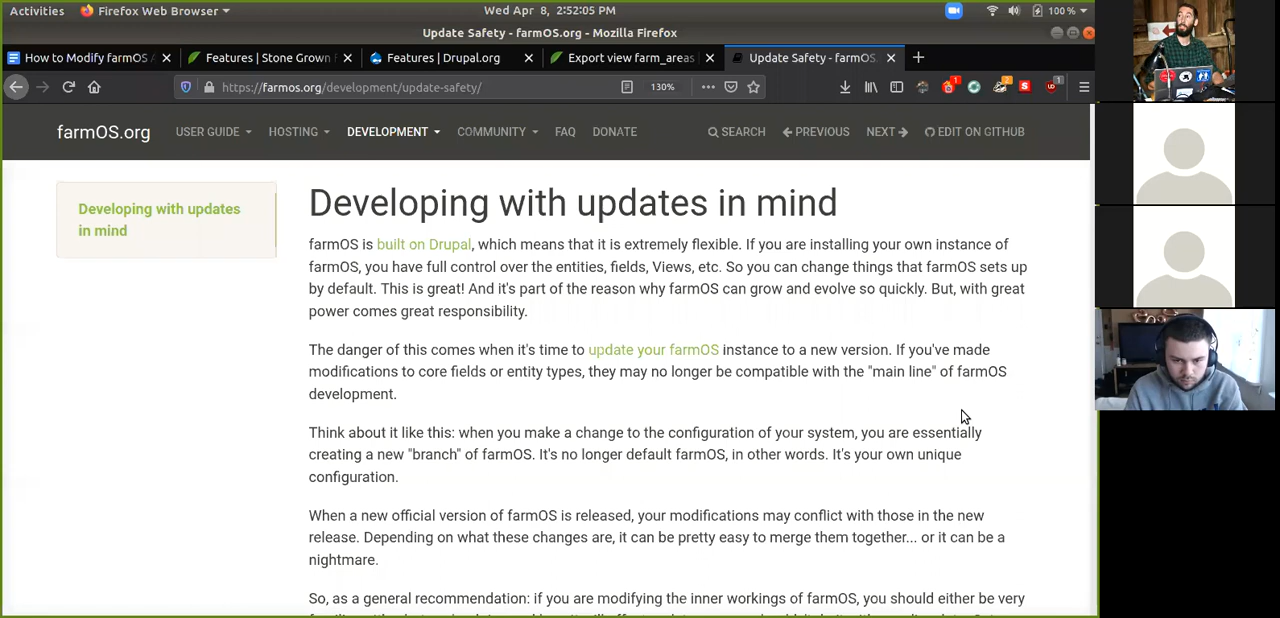 Activities Firefox Web Browser Wed Apr 8, 2:52:05 PM 100 %
Update Safety - farmOS.org - Mozilla Firefox
How to Modify farmOS A Features | Stone Grown F Features | Drupal.org Export view farm_areas Update Safety - farmOS.
https://farmos.org/development/update-safety/ 130%
farmOS.org USER GUIDE HOSTING DEVELOPMENT COMMUNITY FAQ DONATE SEARCH PREVIOUS NEXT EDIT ON GITHUB
Developing with updates
in mind
Developing with updates in mind
farmOS is built on Drupal, which means that it is extremely flexible. If you are installing your own instance of
farmOS, you have full control over the entities, fields, Views, etc. So you can change things that farmOS sets up
by default. This is great! And it's part of the reason why farmOS can grow and evolve so quickly. But, with great
power comes great responsibility.
The danger of this comes when it's time to update your farmOS instance to a new version. If you've made
modifications to core fields or entity types, they may no longer be compatible with the "main line" of farmOS
development.
Think about it like this: when you make a change to the configuration of your system, you are essentially
creating a new "branch" of farmOS. It's no longer default farmOS, in other words. It's your own unique
configuration.
When a new official version of farmOS is released, your modifications may conflict with those in the new
release. Depending on what these changes are, it can be pretty easy to merge them together... or it can be a
nightmare.
So, as a general recommendation: if you are modifying the inner workings of farmOS, you should either be very